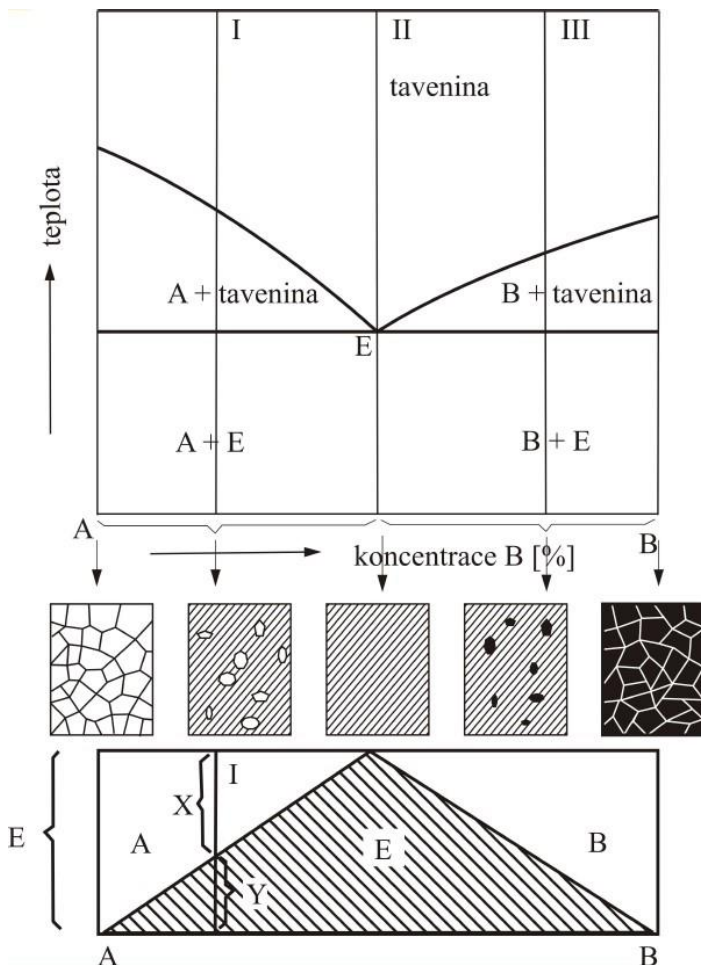 I
II
III
tavenina
teplota
A + tavenina
B + tavenina
E
A + E
B + E
A
koncentrace B [%]
B
E
X
I
A
E
B
Y
A
B